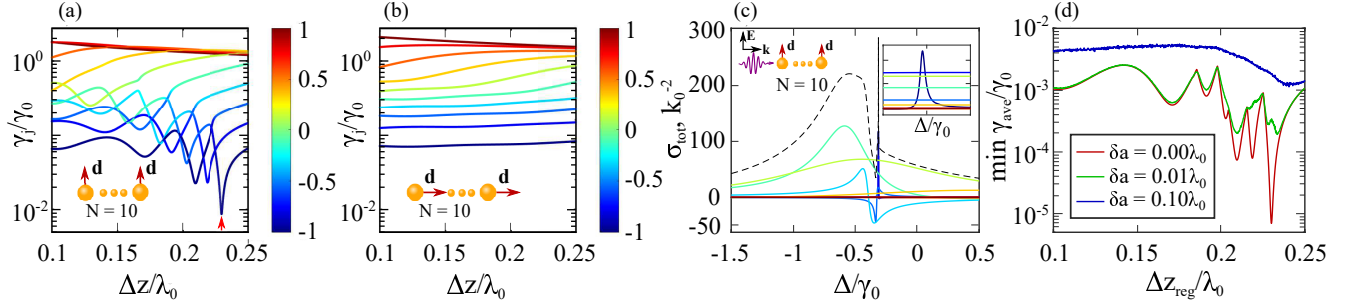 (a)
γj/γ0
10^0
10^-2
0.1
0.15
0.2
0.25
Δz/λ0
d
d
N = 10
1
0.5
0
-0.5
-1
(b)
γj/γ0
10^0
10^-2
0.1
0.15
0.2
0.25
Δz/λ0
d
d
N = 10
1
0.5
0
-0.5
-1
(c)
σtot, k0^-2
300
200
100
50
0
-50
-1.5
-1
-0.5
0
0.5
Δ/γ0
E
k
d
d
N = 10
Δ/γ0
(d)
min γave/γ0
10^-2
10^-3
10^-4
10^-5
0.1
0.15
0.2
0.25
Δzreg/λ0
δa = 0.00λ0
δa = 0.01λ0
δa = 0.10λ0